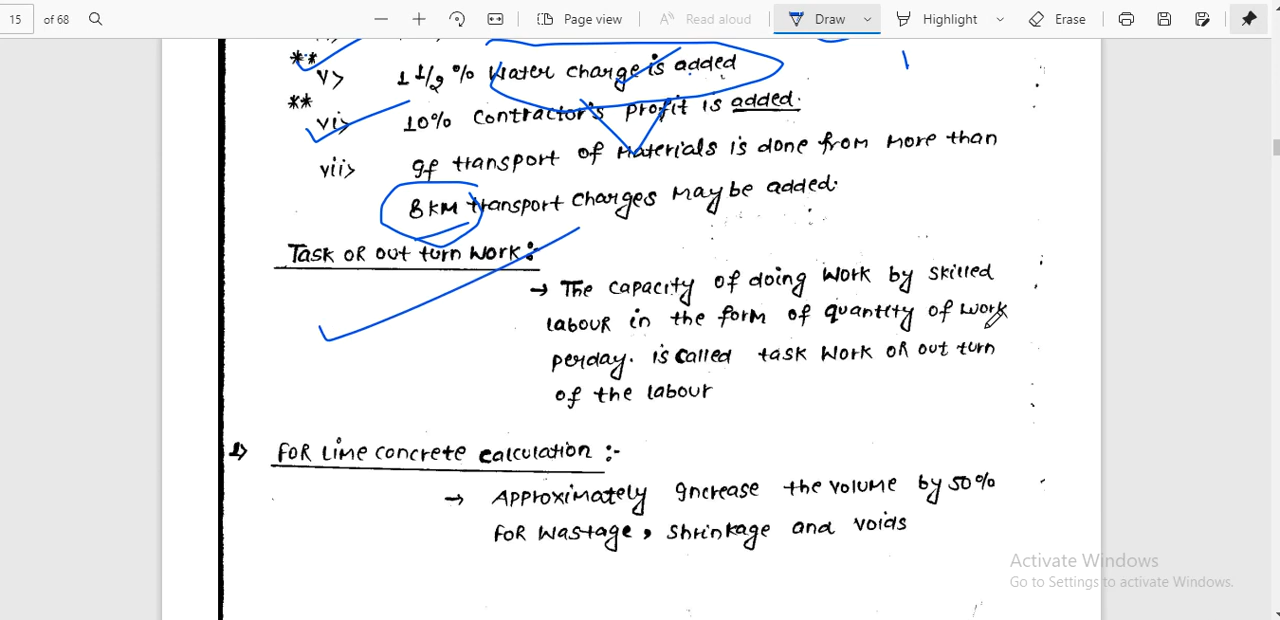 15 of 68 Page view Read aloud Draw Highlight Erase
**
v> 1 1/2 % Water charge is added
**
vi> 10% Contractor's profit is added.
vii> If transport of Materials is done from more than
8 KM transport charges may be added.
Task or out turn work :-
→ The capacity of doing work by skilled
labour in the form of quantity of work
perday. is called task work or out turn
of the labour
1> For Lime concrete calculation :-
→ Approximately Increase the volume by 50%
for wastage, shrinkage and voids
Activate Windows
Go to Settings to activate Windows.